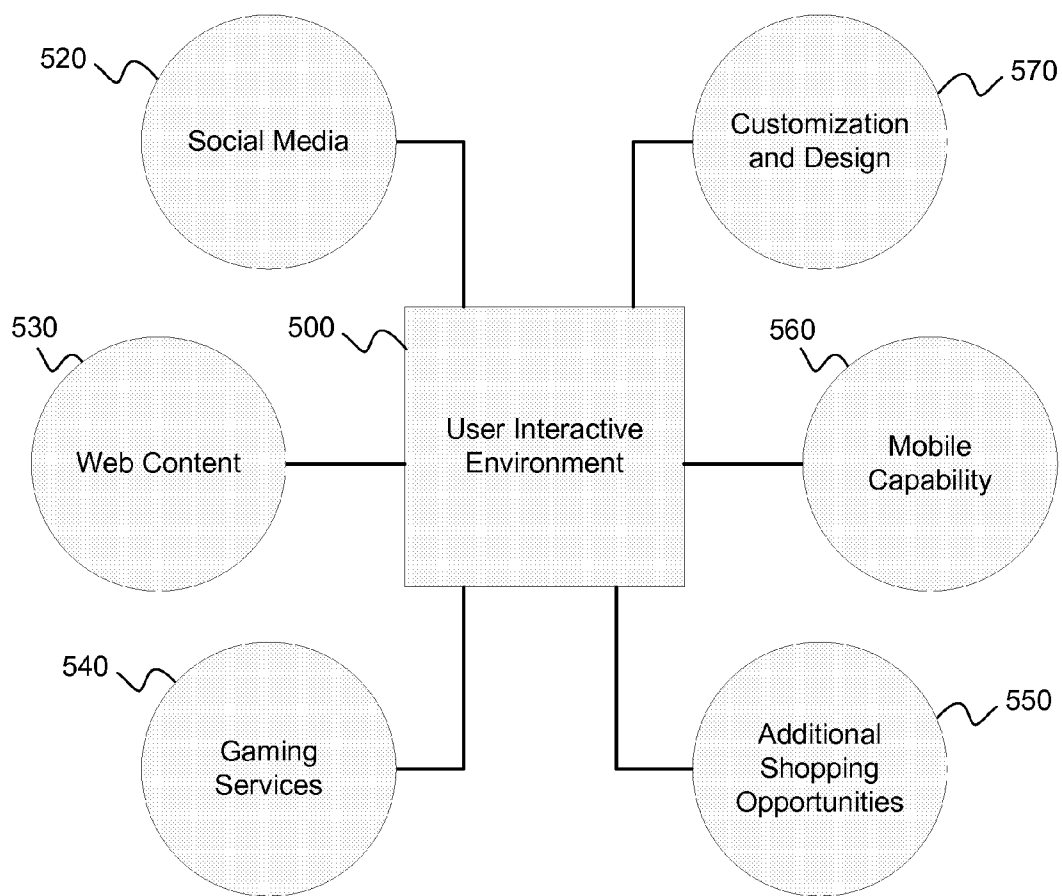 520
Social Media
570
Customization
and Design
530
Web Content
500
User Interactive
Environment
560
Mobile
Capability
540
Gaming
Services
550
Additional
Shopping
Opportunities